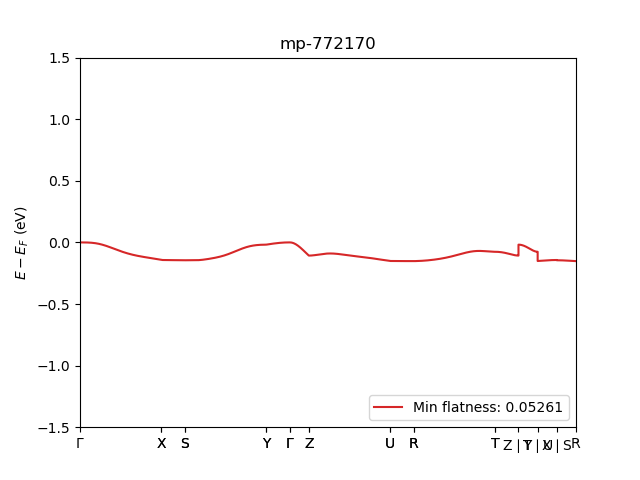 mp-772170
1.5
1.0
0.5
0.0
−0.5
−1.0
−1.5
E − E_F (eV)
Min flatness: 0.05261
Γ X S Y Γ Z U R T Z | Y | X | S R